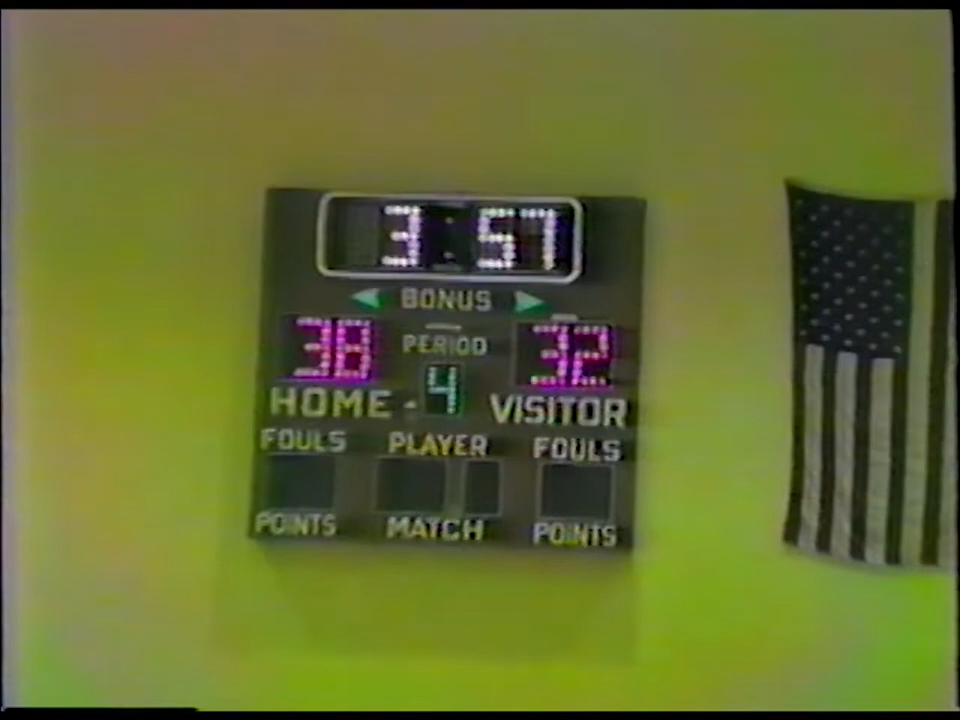 3:57
BONUS
38 PERIOD 32
HOME 4 VISITOR
FOULS PLAYER FOULS
POINTS MATCH POINTS